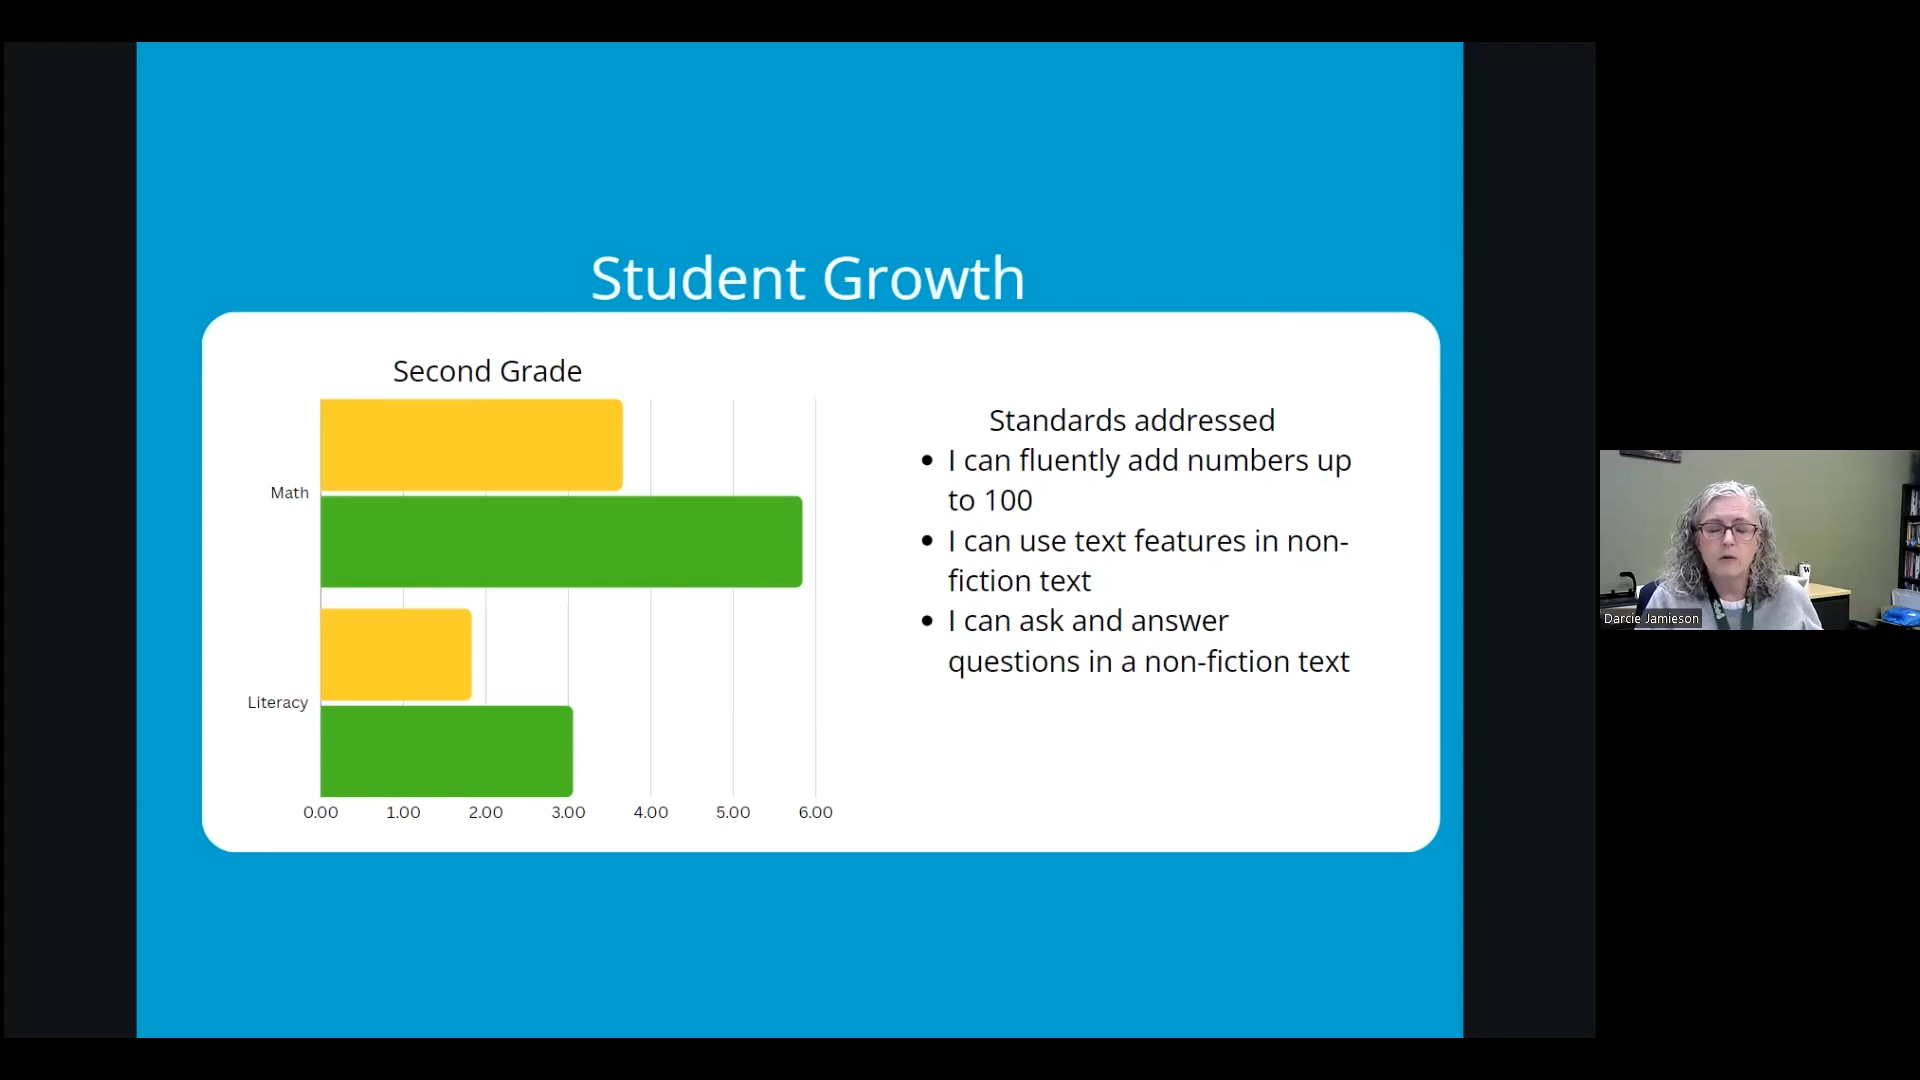 Student Growth
Second Grade
Math
Literacy
0.00 1.00 2.00 3.00 4.00 5.00 6.00
Standards addressed
• I can fluently add numbers up
to 100
• I can use text features in non-
fiction text
• I can ask and answer
questions in a non-fiction text
Darcie Jamieson
W